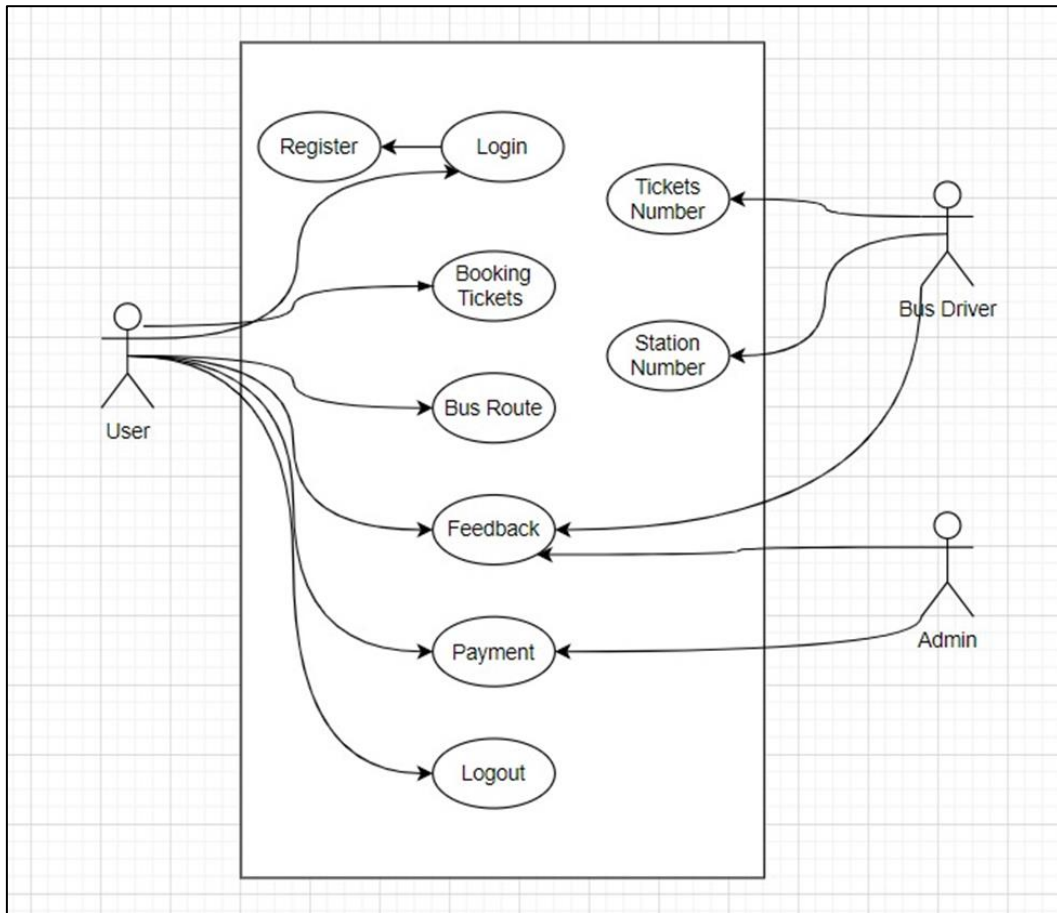 Register
Login
Tickets
Number
Booking
Tickets
Bus Driver
Station
Number
Bus Route
User
Feedback
Admin
Payment
Logout